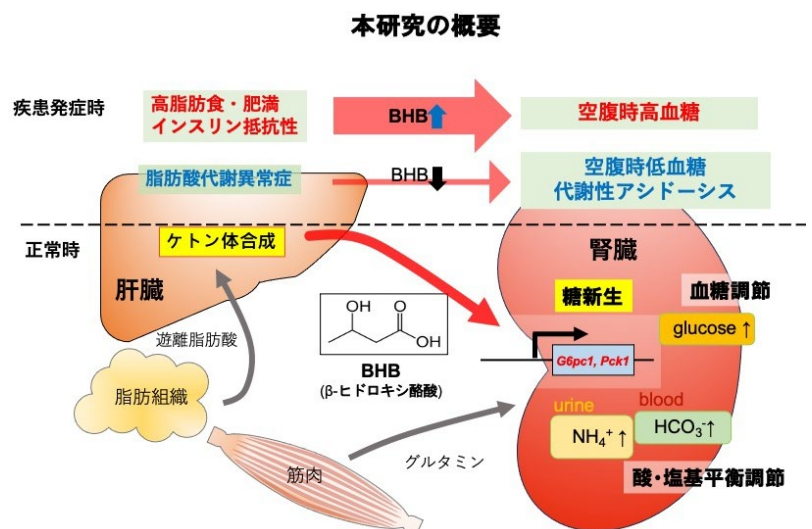 本研究の概要
疾患発症時
高脂肪食・肥満
インスリン抵抗性
BHB
空腹時高血糖
脂肪酸代謝異常症
BHB
空腹時低血糖
代謝性アシドーシス
正常時
ケトン体合成
肝臓
腎臓
遊離脂肪酸
OH
O
OH
BHB
(β-ヒドロキシ酪酸)
糖新生
血糖調節
glucose ↑
G6pc1, Pck1
脂肪組織
筋肉
グルタミン
urine
NH₄⁺ ↑
blood
HCO₃⁻↑
酸・塩基平衡調節